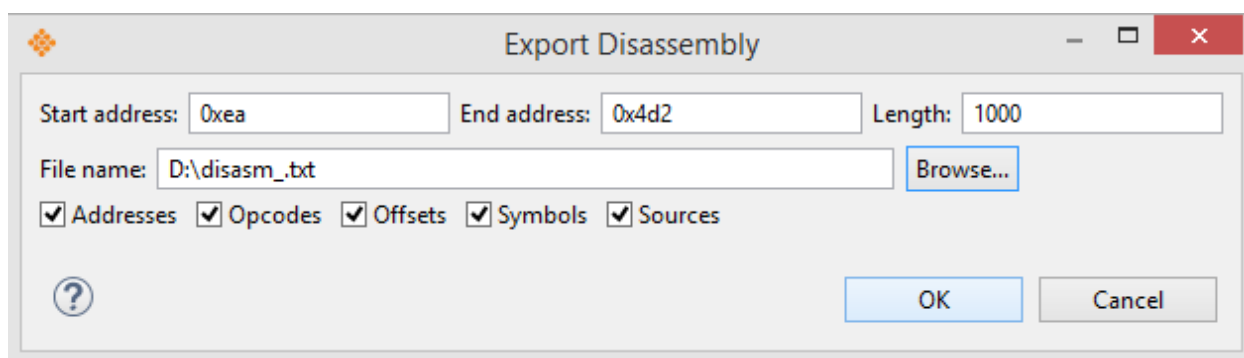 Export Disassembly
Start address: 0xea End address: 0x4d2 Length: 1000
File name: D:\disasm_.txt Browse...
Addresses Opcodes Offsets Symbols Sources
? OK Cancel